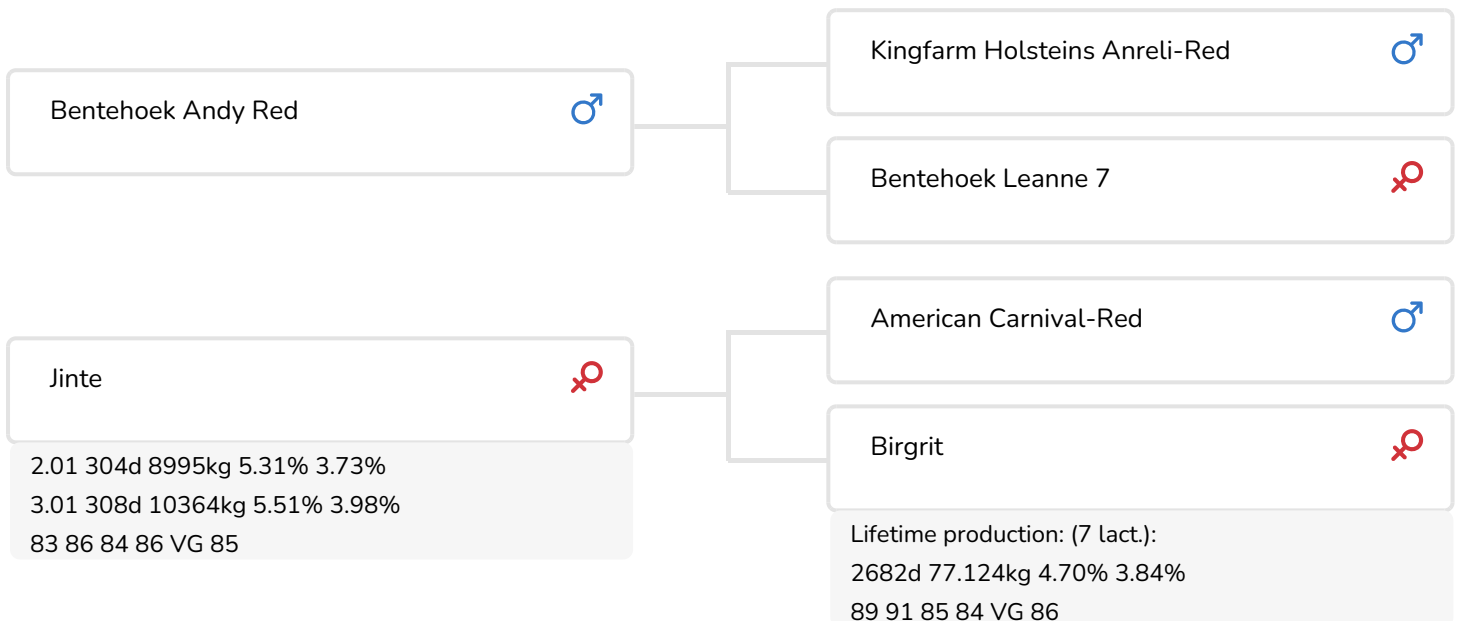 Kingfarm Holsteins Anreli-Red
Bentehoek Andy Red
Bentehoek Leanne 7
American Carnival-Red
Jinte
2.01 304d 8995kg 5.31% 3.73%
3.01 308d 10364kg 5.51% 3.98%
83 86 84 86 VG 85
Birgrit
Lifetime production: (7 lact.):
2682d 77.124kg 4.70% 3.84%
89 91 85 84 VG 86